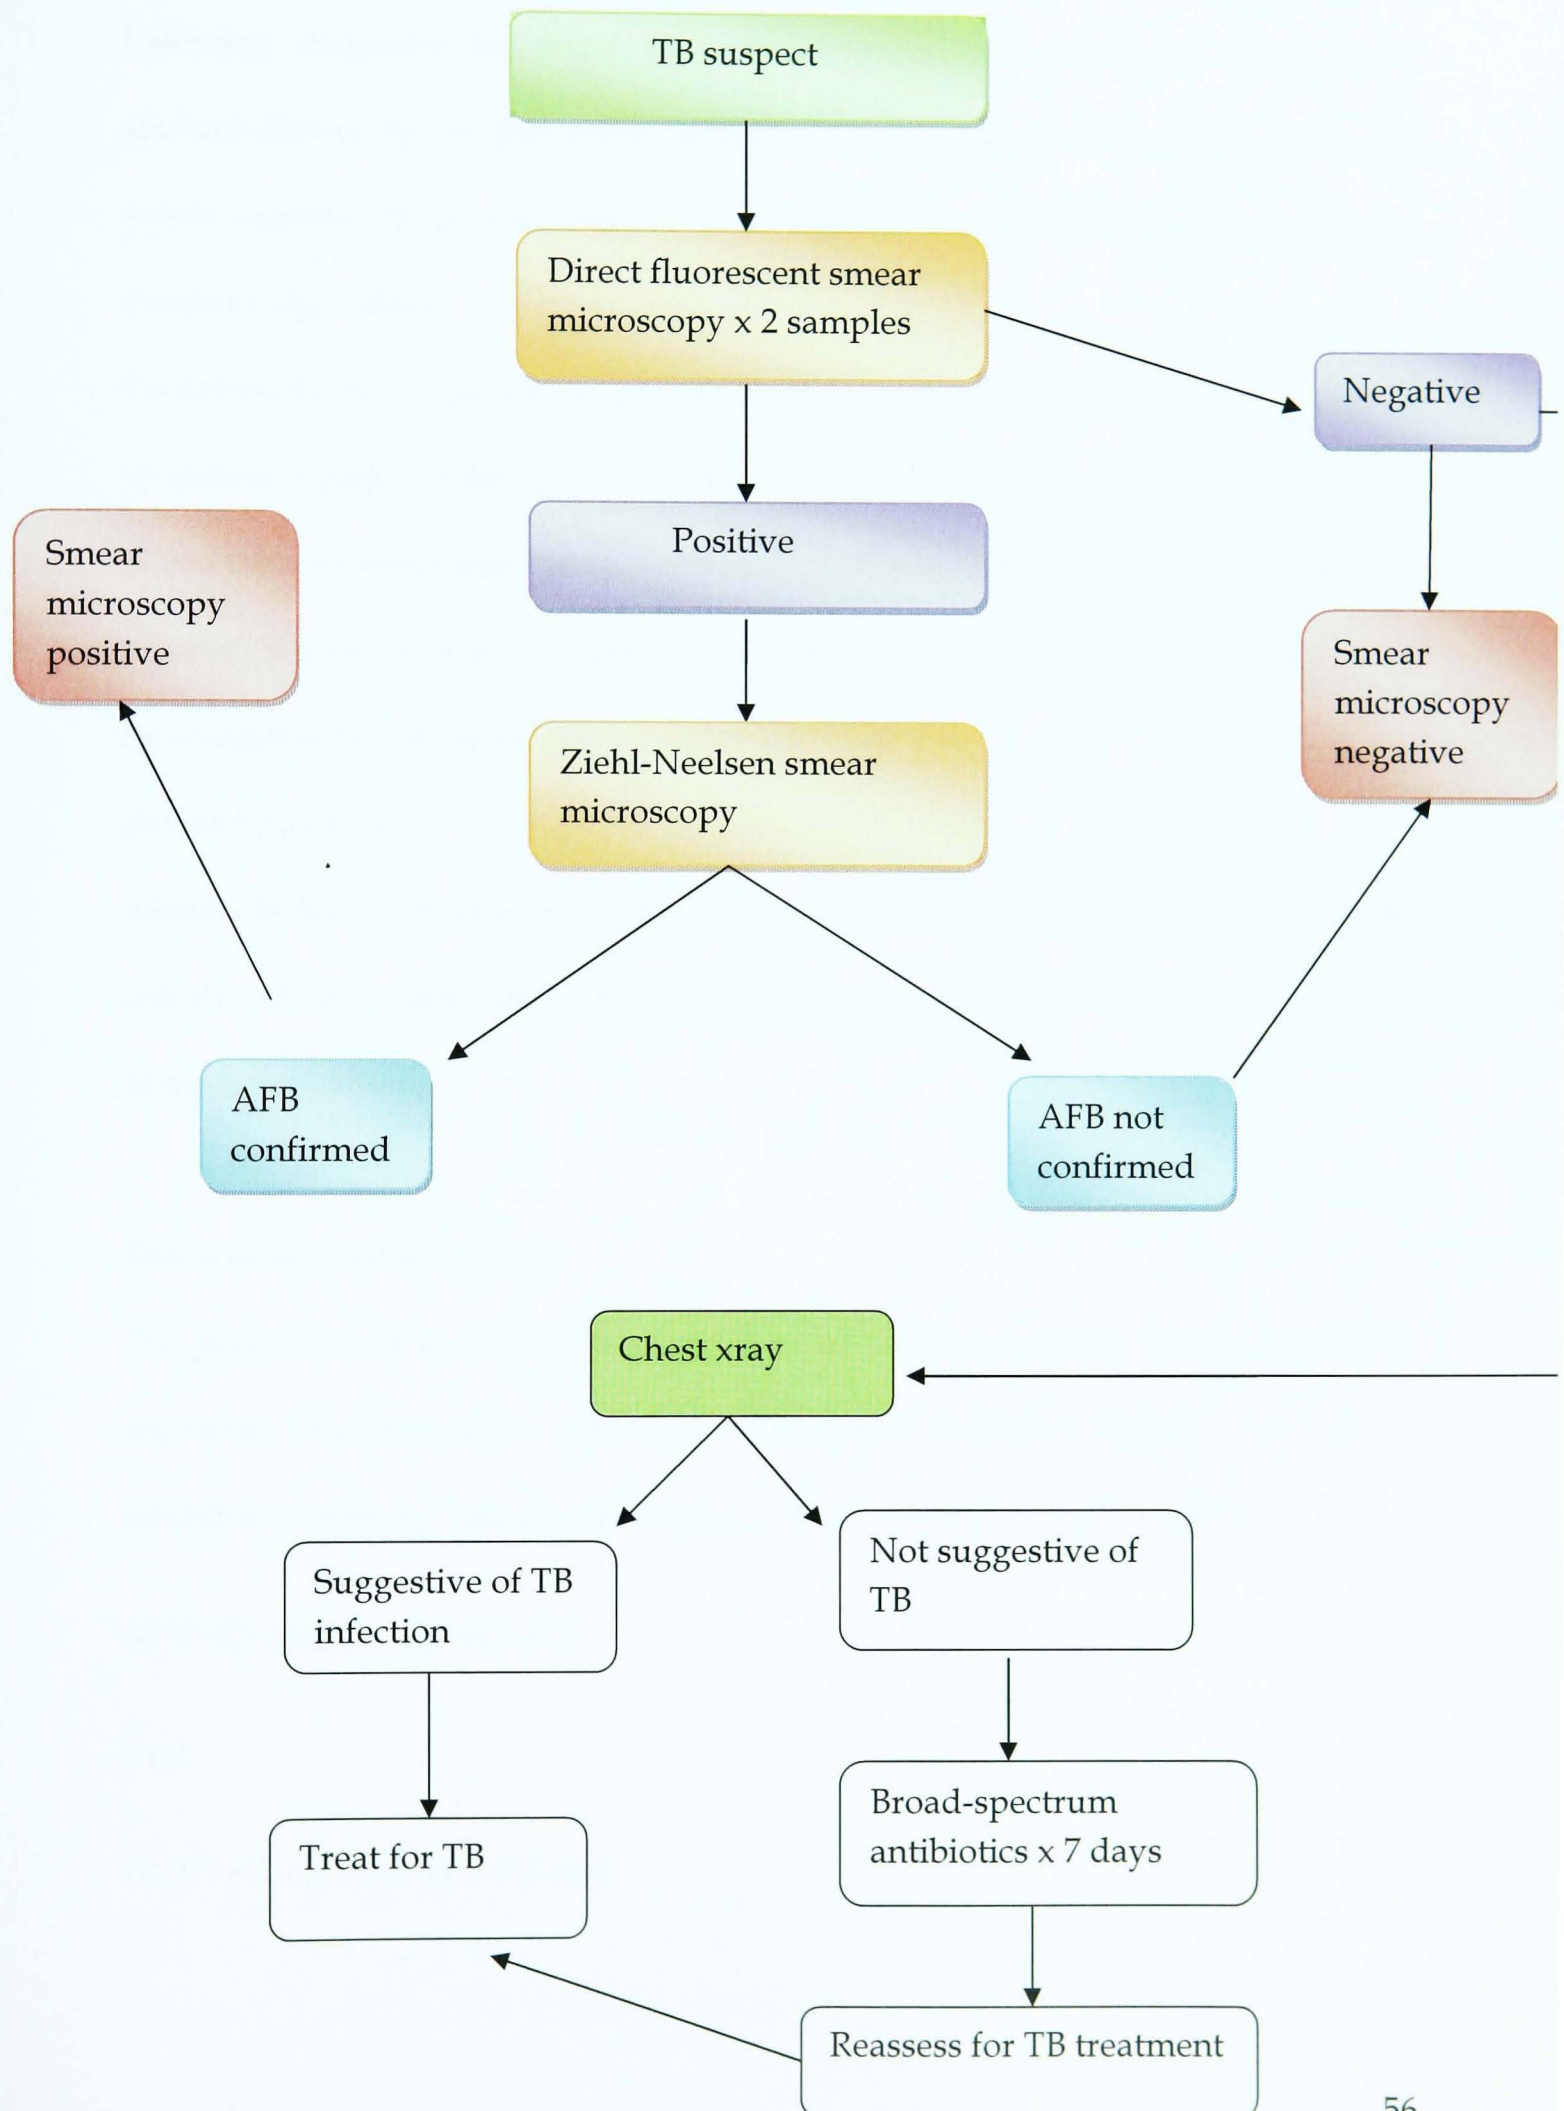 TB suspect
Direct fluorescent smear
microscopy x 2 samples
Negative
Positive
Smear
microscopy
positive
Smear
microscopy
negative
Ziehl-Neelsen smear
microscopy
AFB
confirmed
AFB not
confirmed
Chest xray
Suggestive of TB
infection
Not suggestive of
TB
Treat for TB
Broad-spectrum
antibiotics x 7 days
Reassess for TB treatment
56